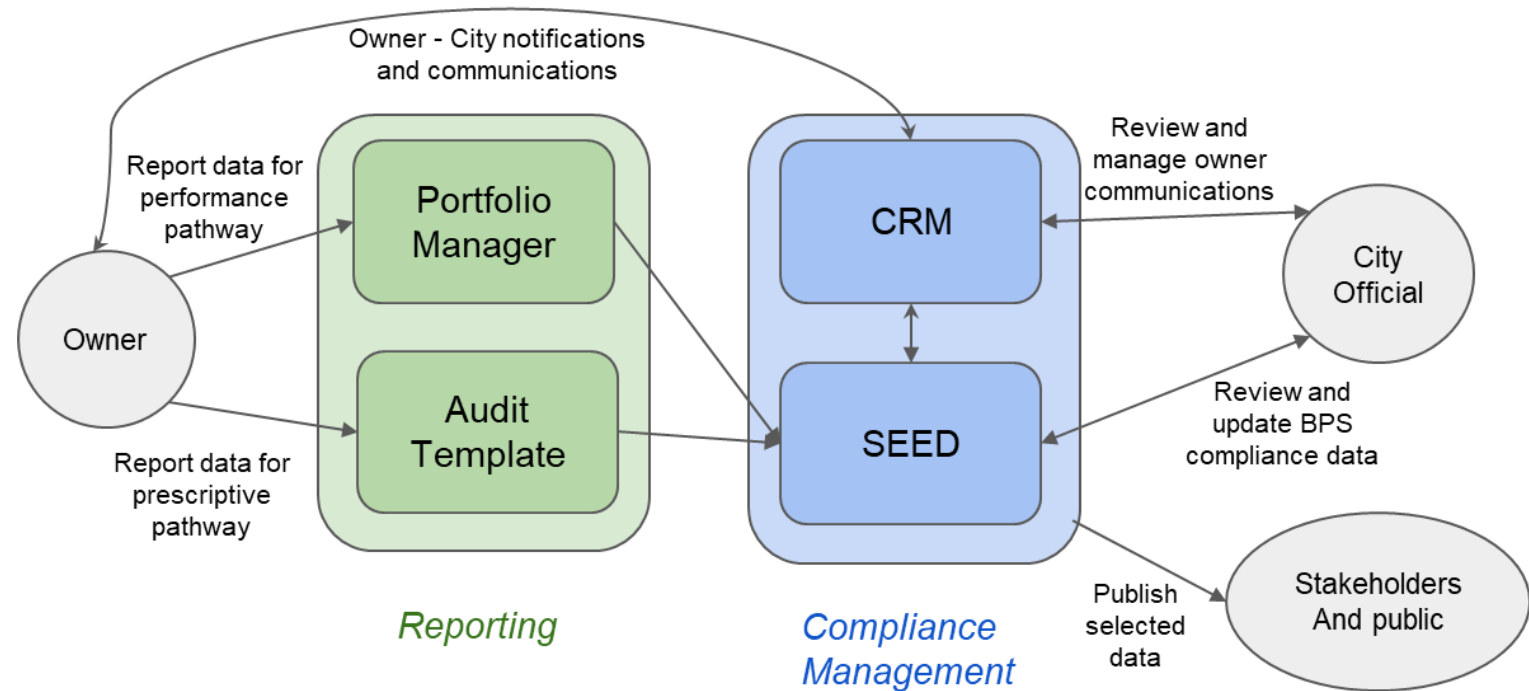 Owner - City notifications
and communications
Report data for
performance
pathway
Portfolio
Manager
CRM
Review and
manage owner
communications
City
Official
Owner
Audit
Template
SEED
Report data for
prescriptive
pathway
Review and
update BPS
compliance data
Reporting
Compliance
Management
Publish
selected
data
Stakeholders
And public